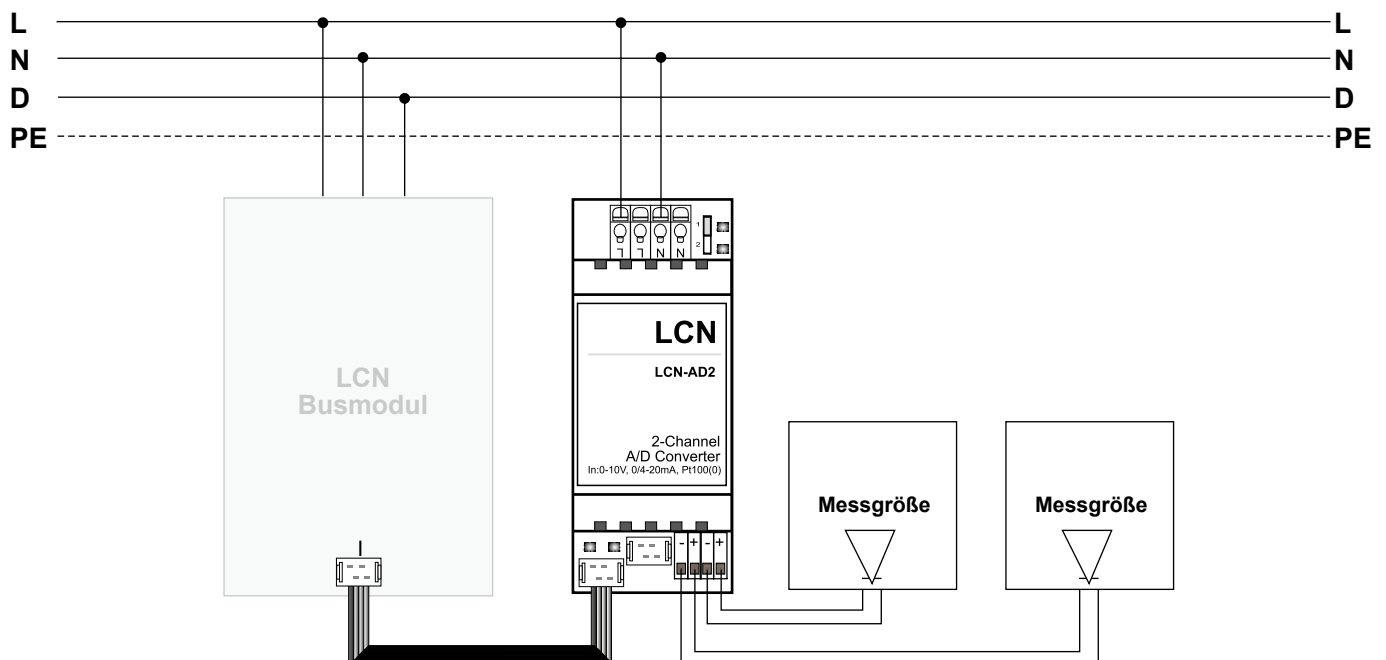 L L
N N
D D
PE PE
1
2
L L N N
LCN
LCN-AD2
LCN
Busmodul
2-Channel
A/D Converter
In:0-10V, 0/4-20mA, Pt100(0)
Messgröße Messgröße
- + - +
I